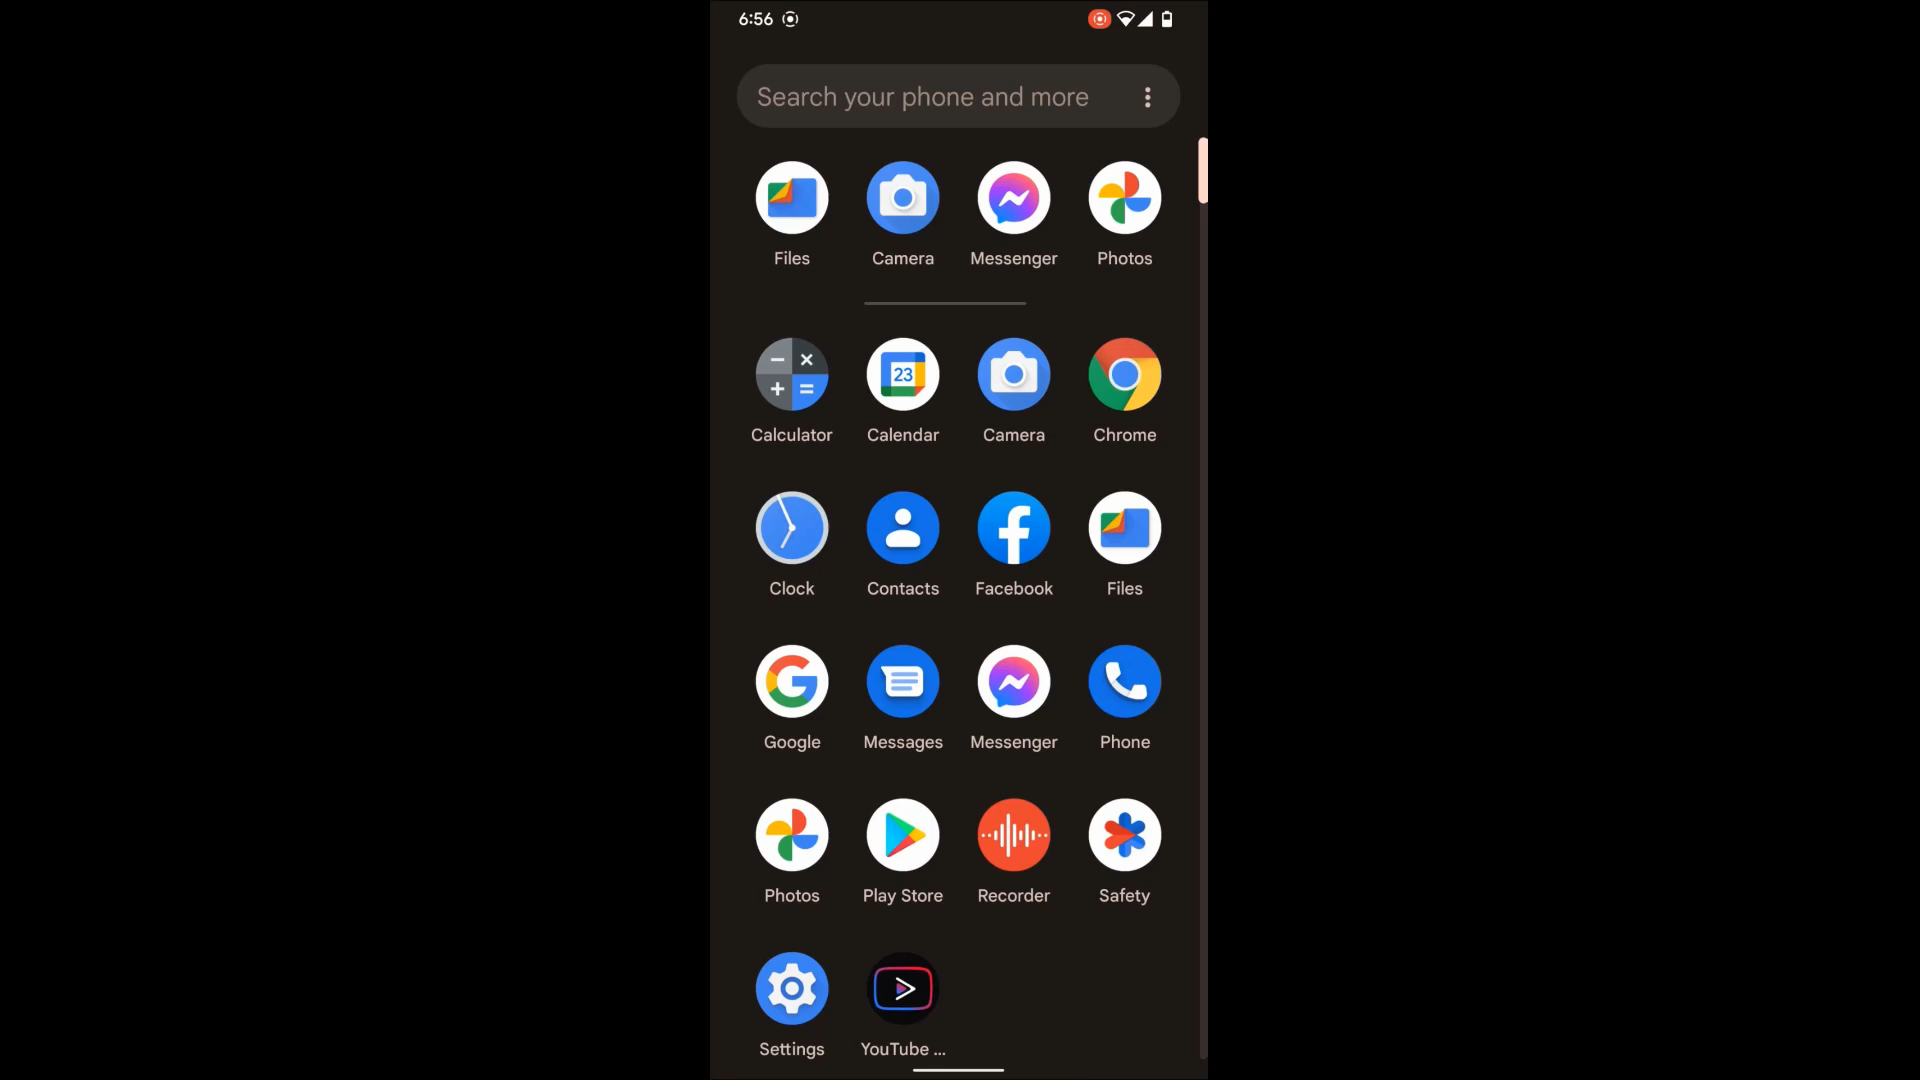 6:56
Search your phone and more
Files Camera Messenger Photos
23
Calculator Calendar Camera Chrome
Clock Contacts Facebook Files
Google Messages Messenger Phone
Photos Play Store Recorder Safety
Settings YouTube ...